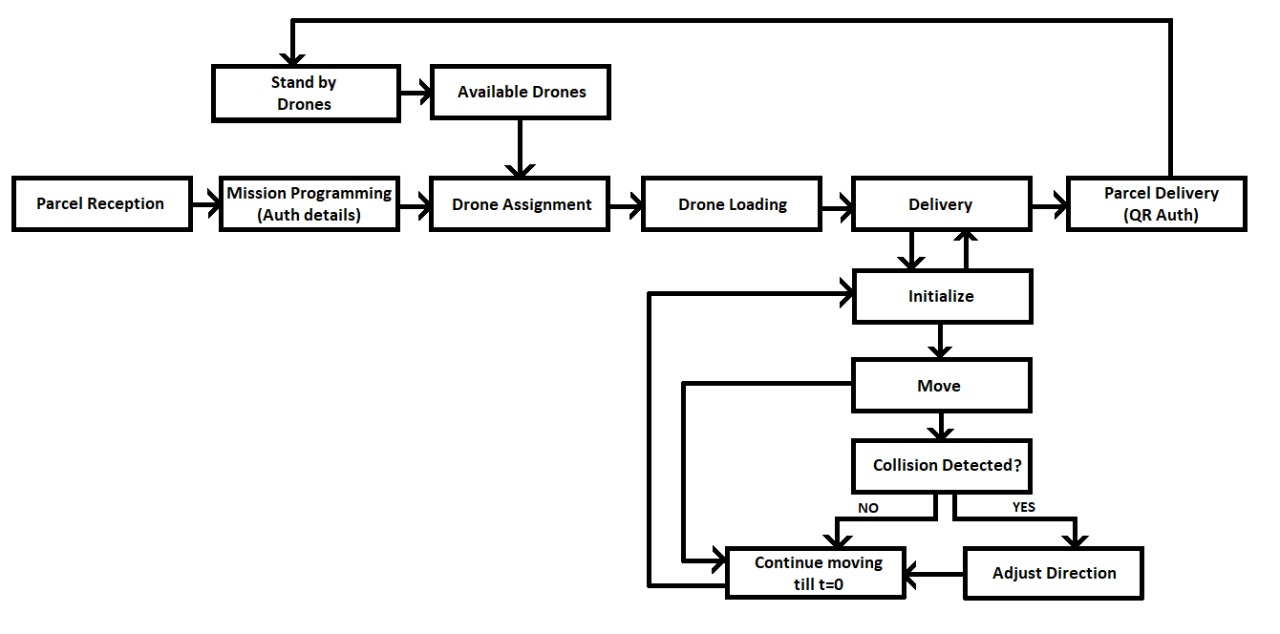 Stand by
Drones
Available Drones
Parcel Reception
Mission Programming
(Auth details)
Drone Assignment
Drone Loading
Delivery
Parcel Delivery
(QR Auth)
Initialize
Move
Collision Detected?
NO
YES
Continue moving
till t=0
Adjust Direction